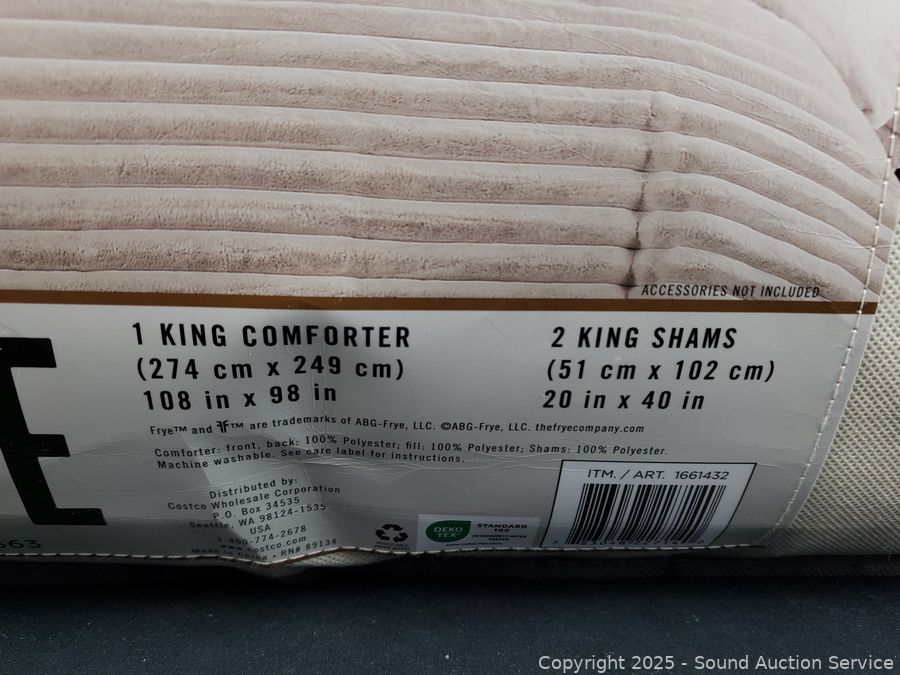 ACCESSORIES NOT INCLUDED
1 KING COMFORTER
(274 cm x 249 cm)
108 in x 98 in
2 KING SHAMS
(51 cm x 102 cm)
20 in x 40 in
Frye™ and FF™ are trademarks of ABG-Frye, LLC. ©ABG-Frye, LLC. thefryecompany.com
Comforter: front, back: 100% Polyester; fill: 100% Polyester; Shams: 100% Polyester.
Machine washable. See care label for instructions.
Distributed by:
Costco Wholesale Corporation
P.O. Box 34535
Seattle, WA 98124-1535
USA
1-800-774-2678
www.costco.com
RN# 89134
E
363
OEKO
TEX®
STANDARD
100
ITM. / ART. 1661432
Copyright 2025 - Sound Auction Service